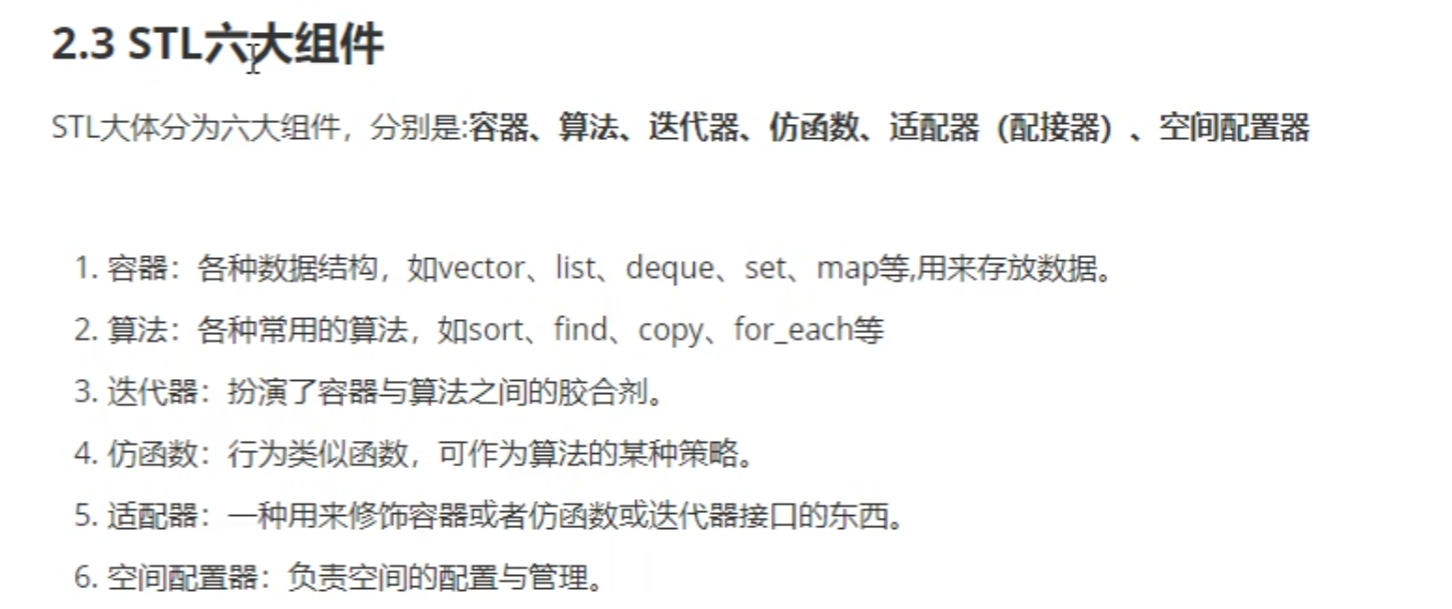 2.3 STL六大组件
STL大体分为六大组件，分别是:容器、算法、迭代器、仿函数、适配器（配接器）、空间配置器
1. 容器：各种数据结构，如vector、list、deque、set、map等,用来存放数据。
2. 算法：各种常用的算法，如sort、find、copy、for_each等
3. 迭代器：扮演了容器与算法之间的胶合剂。
4. 仿函数：行为类似函数，可作为算法的某种策略。
5. 适配器：一种用来修饰容器或者仿函数或迭代器接口的东西。
6. 空间配置器：负责空间的配置与管理。